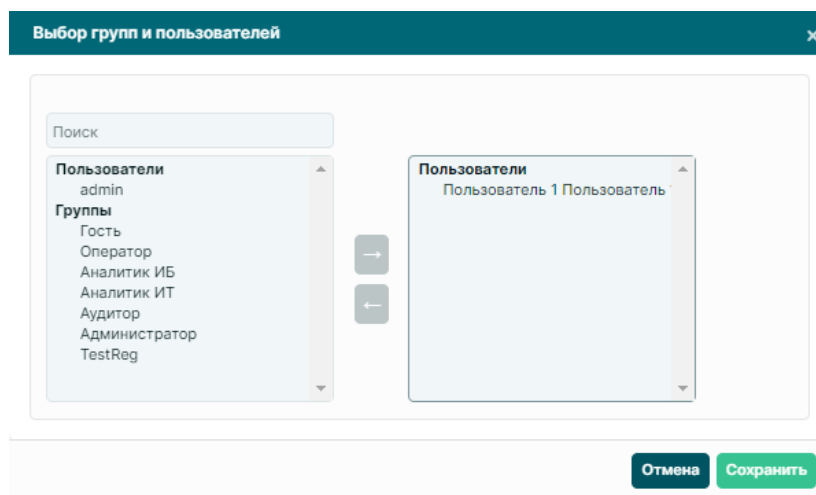 Выбор групп и пользователей
×
Поиск
Пользователи
admin
Группы
Гость
Оператор
Аналитик ИБ
Аналитик ИТ
Аудитор
Администратор
TestReg
→
←
Пользователи
Пользователь 1 Пользователь
Отмена
Сохранить